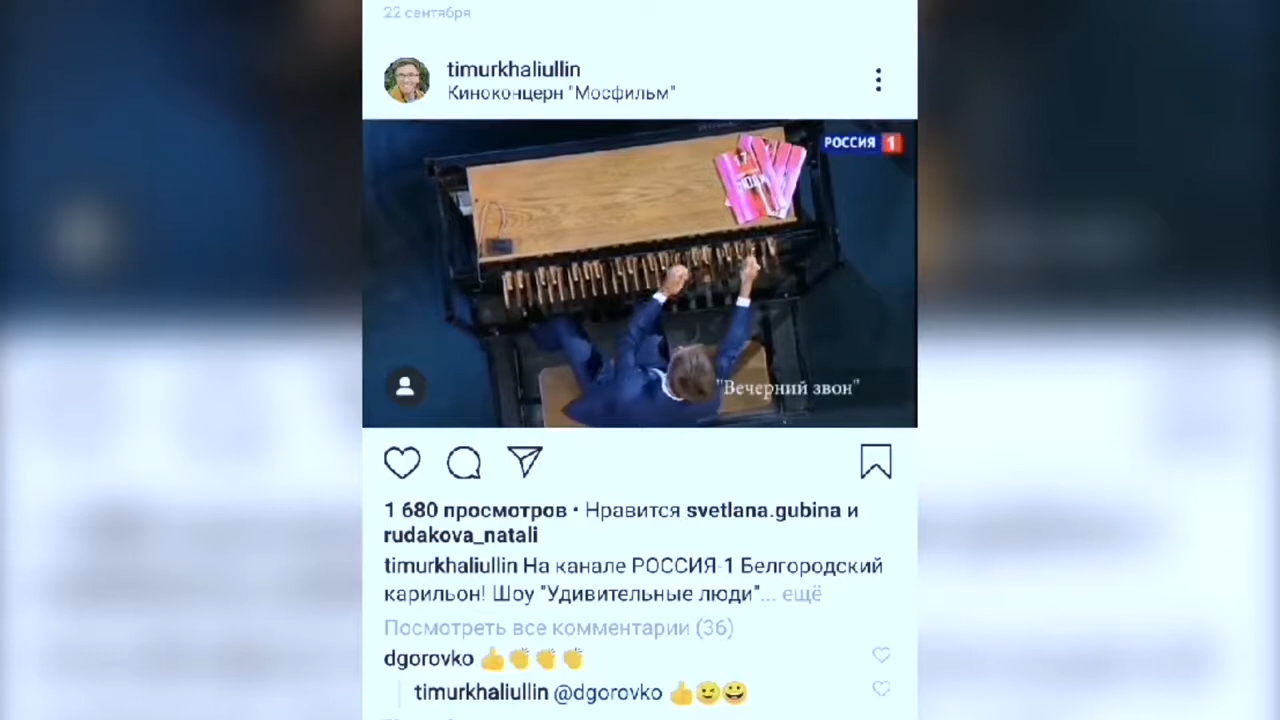 22 сентября
timurkhaliullin
Киноконцерн "Мосфильм"
РОССИЯ 1
"Вечерний звон"
1 680 просмотров • Нравится svetlana.gubina и
rudakova_natali
timurkhaliullin На канале РОССИЯ-1 Белгородский
карильон! Шоу "Удивительные люди"... ещё
Посмотреть все комментарии (36)
dgorovko 👍👏👏👏
timurkhaliullin @dgorovko 👍😉😀